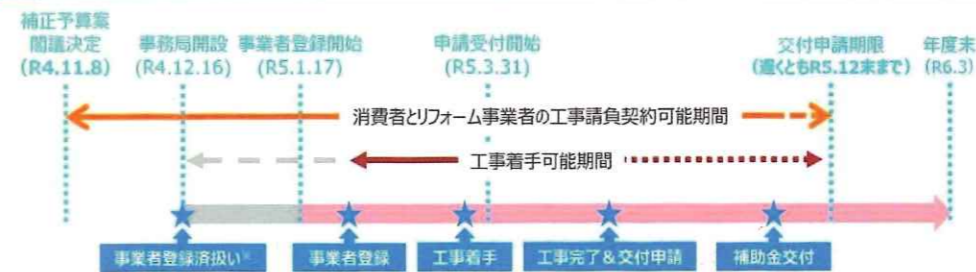 補正予算案
閣議決定
(R4.11.8)
事務局開設
(R4.12.16)
事業者登録開始
(R5.1.17)
申請受付開始
(R5.3.31)
交付申請期限
(遅くともR5.12末まで)
年度末
(R6.3)
消費者とリフォーム事業者の工事請負契約可能期間
工事着手可能期間
事業者登録済扱い※
事業者登録
工事着手
工事完了＆交付申請
補助金交付